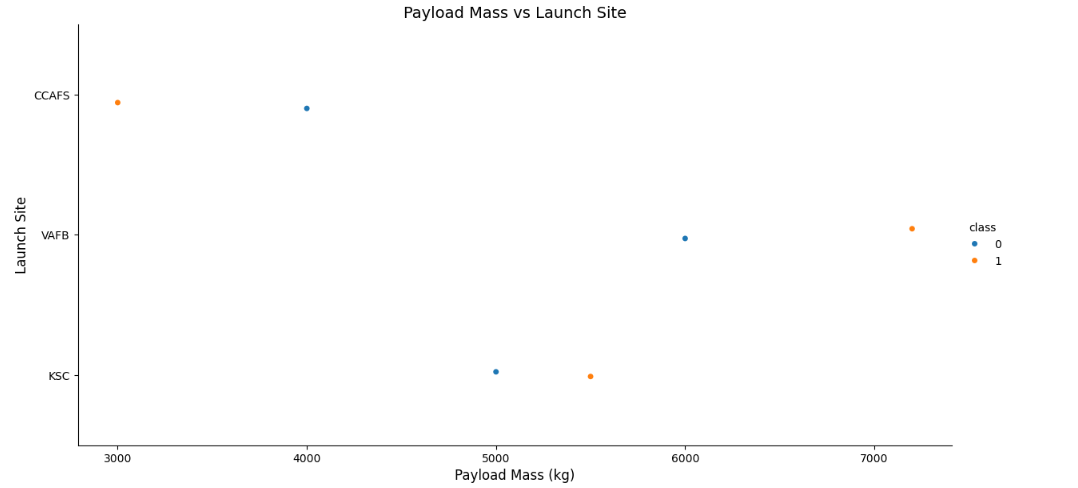 Payload Mass vs Launch Site
CCAFS
VAFB
KSC
Launch Site
3000 4000 5000 6000 7000
Payload Mass (kg)
class
0
1